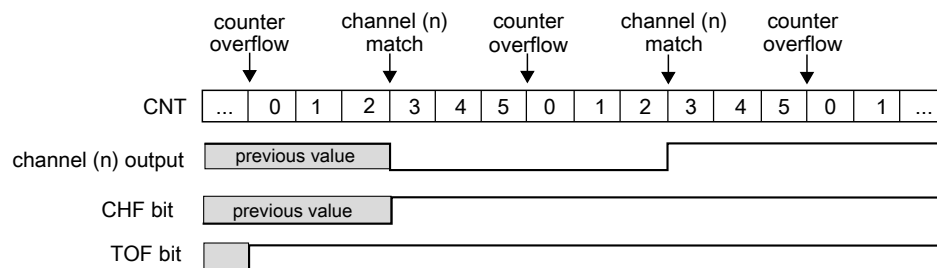 counter overflow
channel (n) match
counter overflow
channel (n) match
counter overflow
CNT ... 0 1 2 3 4 5 0 1 2 3 4 5 0 1 ...
channel (n) output previous value
CHF bit previous value
TOF bit